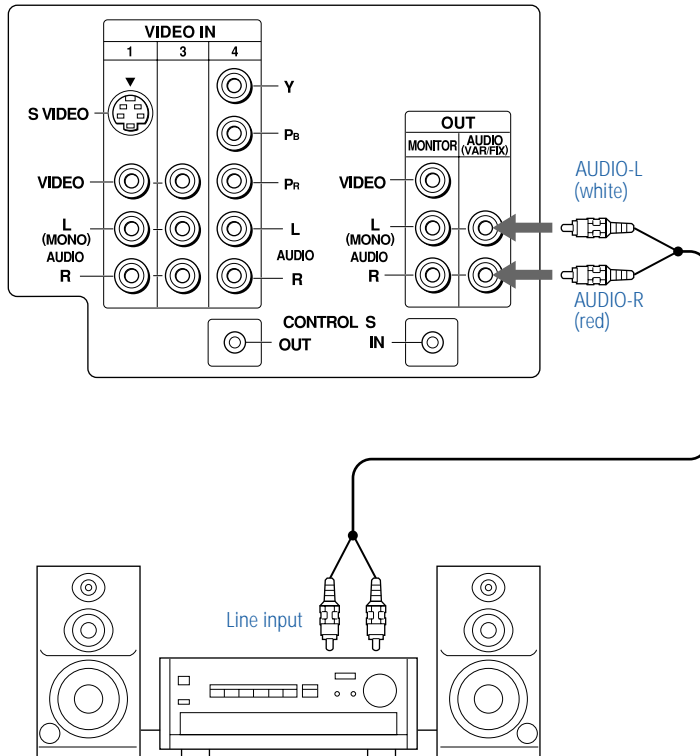 VIDEO IN
1 3 4
S VIDEO
Y
PB
VIDEO
PR
L
(MONO)
AUDIO
R
L
AUDIO
R
OUT
MONITOR
AUDIO
(VAR/FIX)
VIDEO
L
(MONO)
AUDIO
R
AUDIO-L
(white)
AUDIO-R
(red)
CONTROL S
OUT
IN
Line input